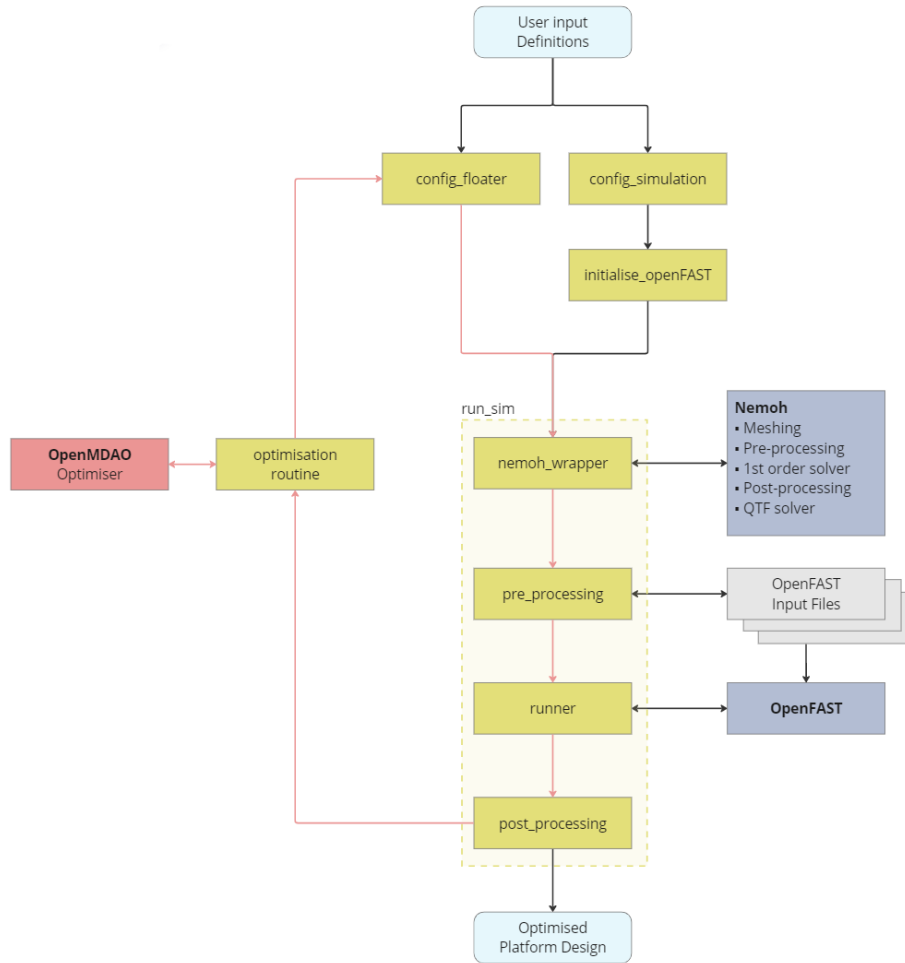 User input
Definitions
config_floater
config_simulation
initialise_openFAST
run_sim
nemoh_wrapper
Nemoh
▪ Meshing
▪ Pre-processing
▪ 1st order solver
▪ Post-processing
▪ QTF solver
OpenMDAO
Optimiser
optimisation
routine
pre_processing
OpenFAST
Input Files
runner
OpenFAST
post_processing
Optimised
Platform Design